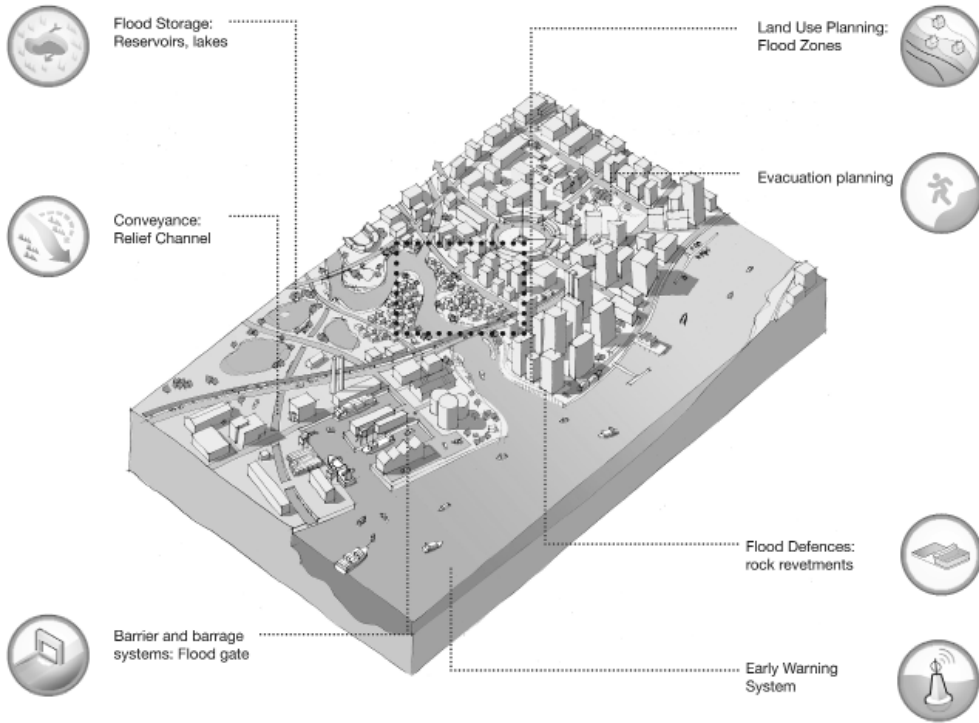 Flood Storage:
Reservoirs, lakes
Land Use Planning:
Flood Zones
Evacuation planning
Conveyance:
Relief Channel
Flood Defences:
rock revetments
Barrier and barrage
systems: Flood gate
Early Warning
System